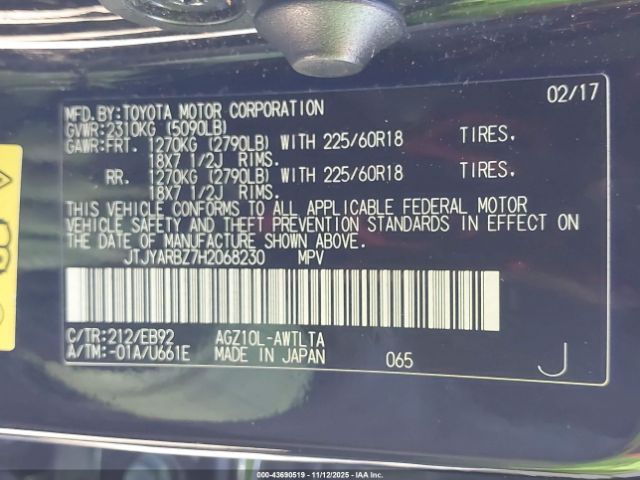 MFD.BY:TOYOTA MOTOR CORPORATION 02/17
GVWR:2310KG (5090LB)
GAWR:FRT. 1270KG (2790LB) WITH 225/60R18 TIRES,
18X7 1/2J RIMS.
RR. 1270KG (2790LB) WITH 225/60R18 TIRES,
18X7 1/2J RIMS.
THIS VEHICLE CONFORMS TO ALL APPLICABLE FEDERAL MOTOR
VEHICLE SAFETY AND THEFT PREVENTION STANDARDS IN EFFECT ON
THE DATE OF MANUFACTURE SHOWN ABOVE.
JTJYARBZ7H2068230 MPV
C/TR:212/EB92 AGZ10L-AWTLTA
A/TM:-01A/U661E MADE IN JAPAN 065 J
00-43690519 - 11/12/2025 - IAAI.COM